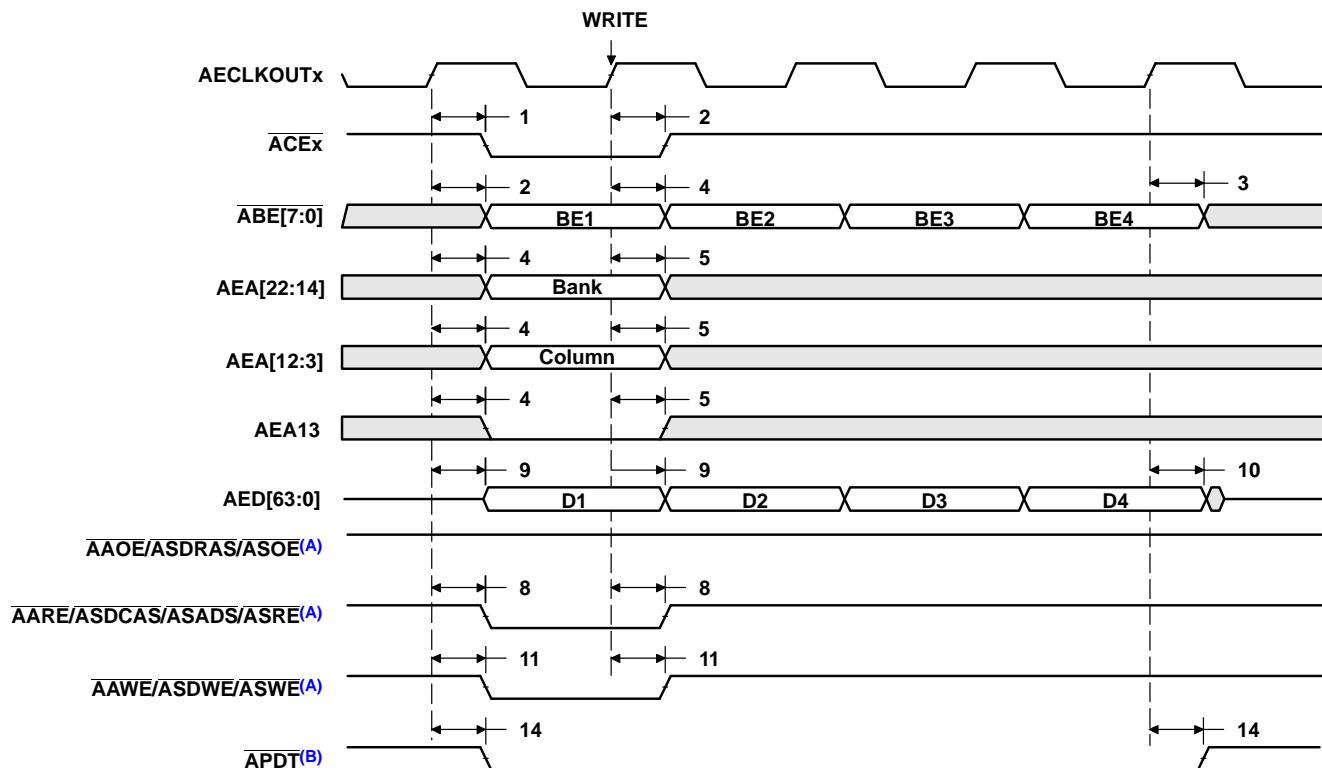 WRITE
AECLKOUTx
1 2
ACEx
2 4 3
ABE[7:0] BE1 BE2 BE3 BE4
4 5
AEA[22:14] Bank
4 5
AEA[12:3] Column
4 5
AEA13
9 9 10
AED[63:0] D1 D2 D3 D4
AAOE/ASDRAS/ASOE(A)
8 8
AARE/ASDCAS/ASADS/ASRE(A)
11 11
AAWE/ASDWE/ASWE(A)
14 14
APDT(B)